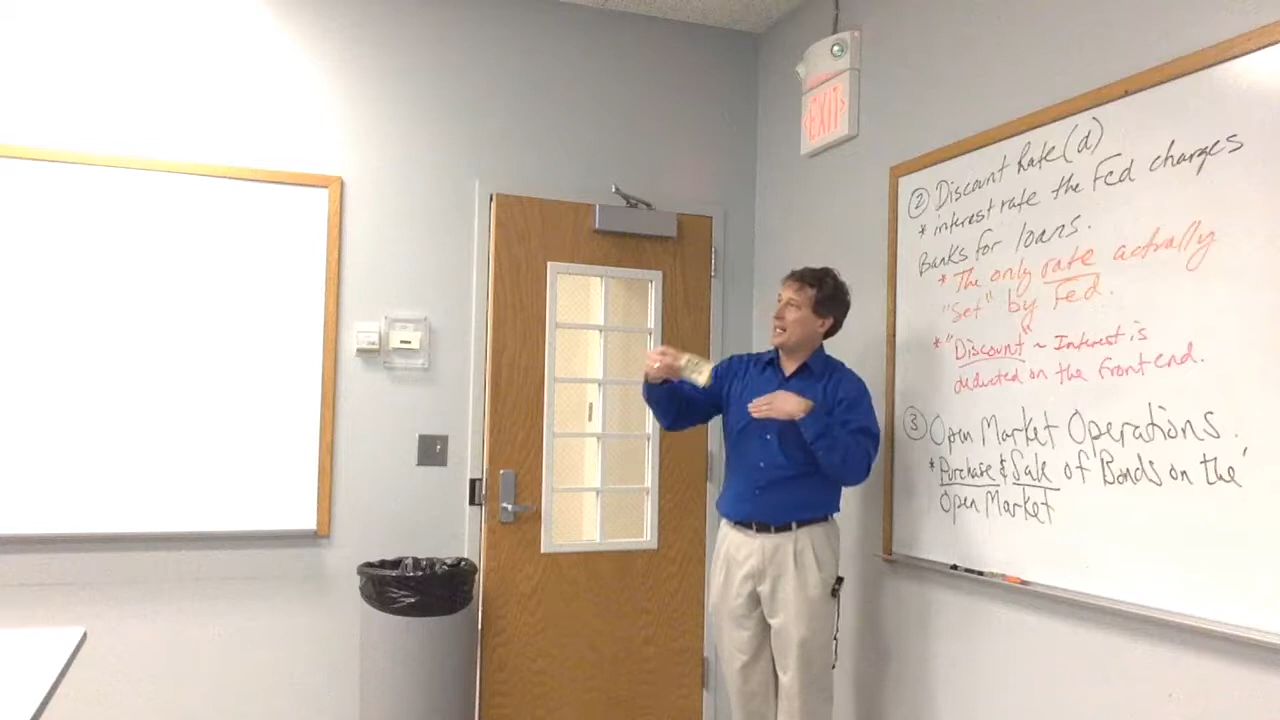 EXIT
② Discount Rate (d)
* interest rate the Fed charges
Banks for loans.
* The only rate actually
"Set" by Fed.
* "Discount" ~ Interest is
deducted on the front end.
③ Open Market Operations.
* Purchase & Sale of Bonds on the
Open Market